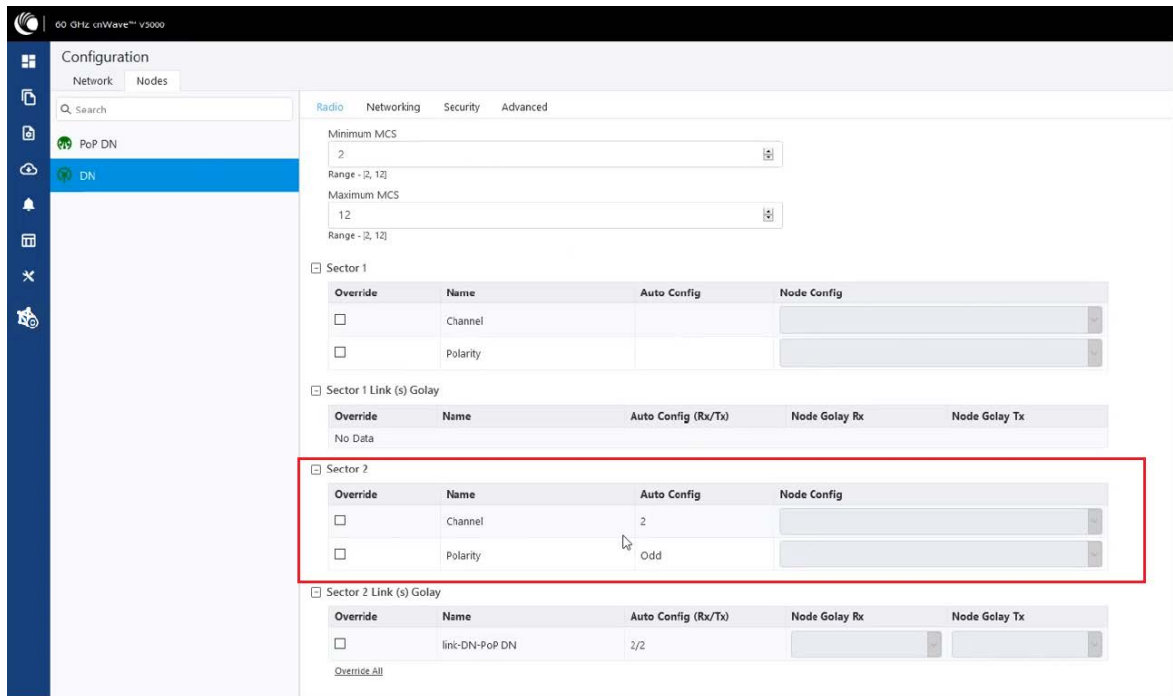 60 GHz cnWave™ V5000
Configuration
Network Nodes
Search
PoP DN
DN
Radio Networking Security Advanced
Minimum MCS
2
Range - [2, 12]
Maximum MCS
12
Range - [2, 12]
Sector 1
Override Name Auto Config Node Config
Channel
Polarity
Sector 1 Link (s) Golay
Override Name Auto Config (Rx/Tx) Node Golay Rx Node Golay Tx
No Data
Sector 2
Override Name Auto Config Node Config
Channel 2
Polarity Odd
Sector 2 Link (s) Golay
Override Name Auto Config (Rx/Tx) Node Golay Rx Node Golay Tx
link-DN-PoP DN 2/2
Override All